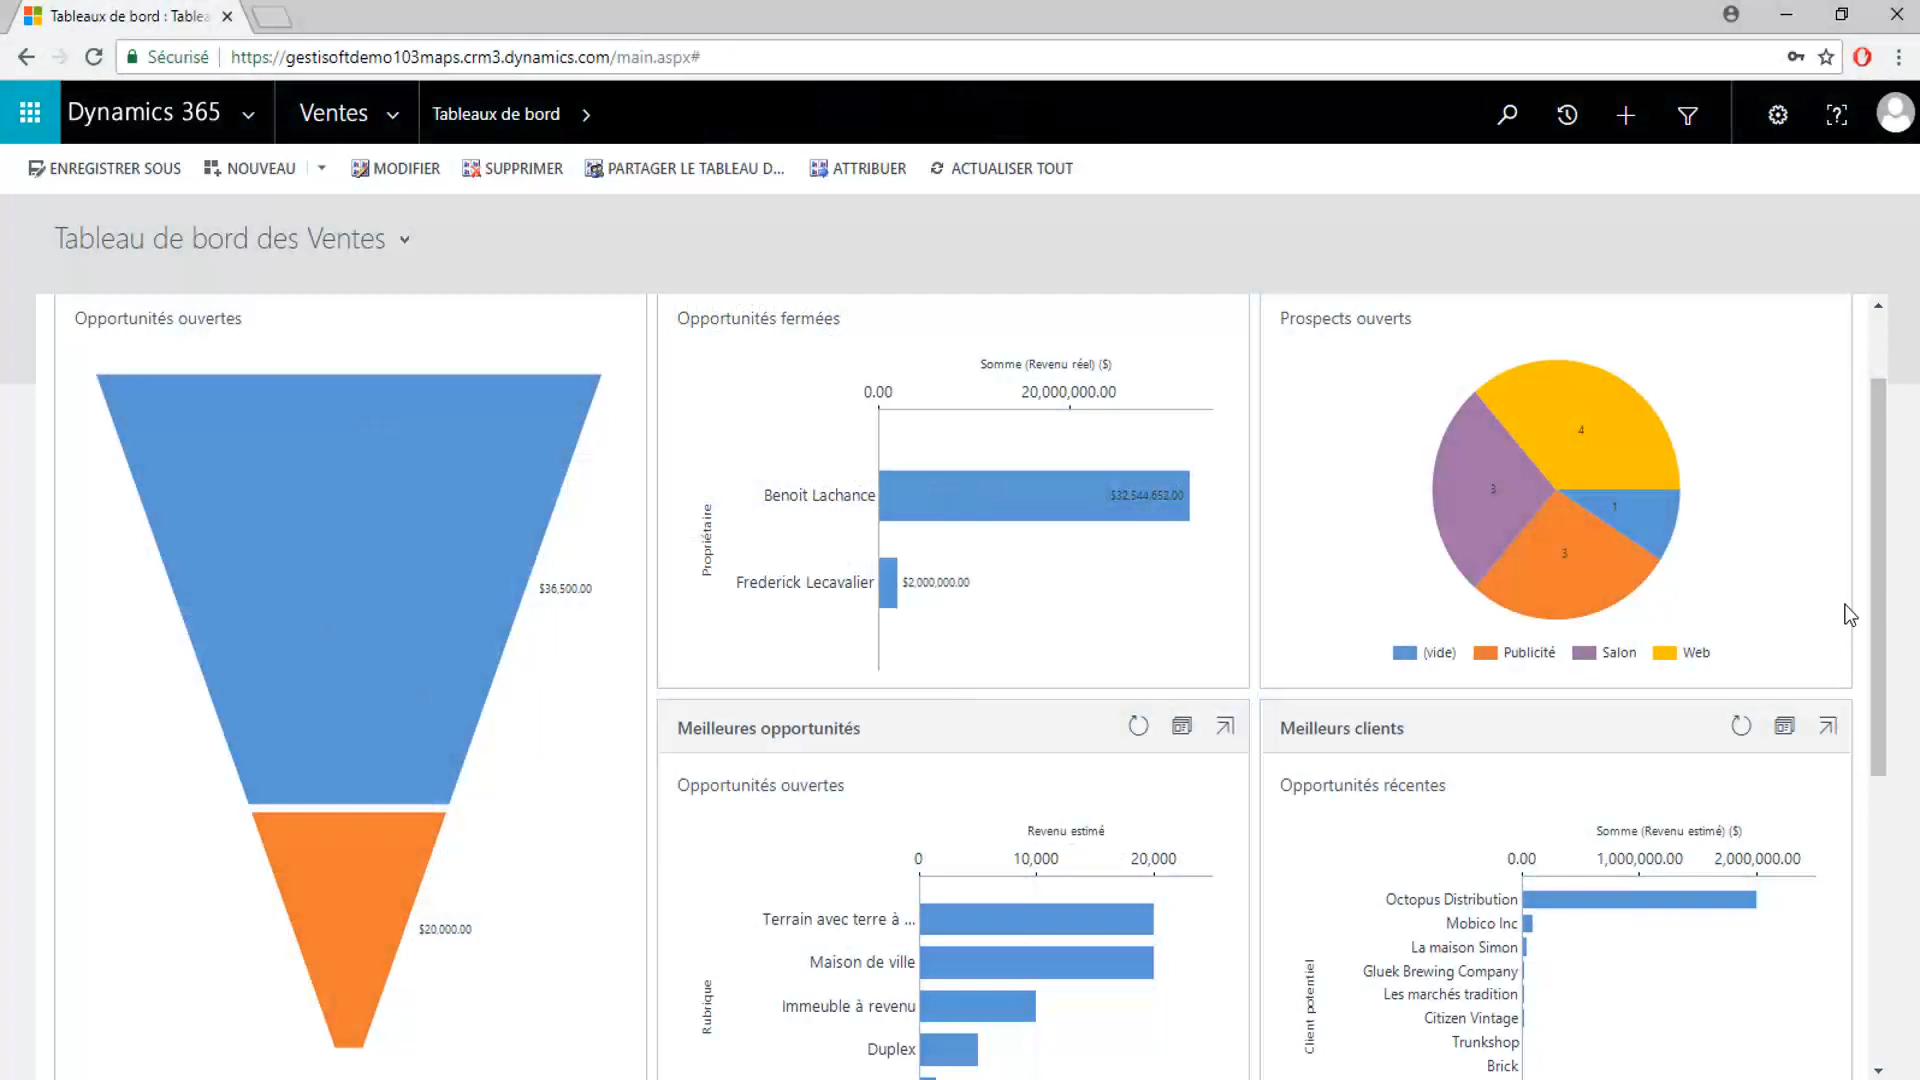 Tableaux de bord : Tablea
Sécurisé
https://gestisoftdemo103maps.crm3.dynamics.com/main.aspx#
Dynamics 365
Ventes
Tableaux de bord
ENREGISTRER SOUS
NOUVEAU
MODIFIER
SUPPRIMER
PARTAGER LE TABLEAU D...
ATTRIBUER
ACTUALISER TOUT
Tableau de bord des Ventes
Opportunités ouvertes
$36,500.00
$20,000.00
Opportunités fermées
Somme (Revenu réel) ($)
0.00
20,000,000.00
Propriétaire
Benoit Lachance
$32,544,652.00
Frederick Lecavalier
$2,000,000.00
Prospects ouverts
4
3
1
3
(vide)
Publicité
Salon
Web
Meilleures opportunités
Opportunités ouvertes
Revenu estimé
0
10,000
20,000
Rubrique
Terrain avec terre à ...
Maison de ville
Immeuble à revenu
Duplex
Meilleurs clients
Opportunités récentes
Somme (Revenu estimé) ($)
0.00
1,000,000.00
2,000,000.00
Client potentiel
Octopus Distribution
Mobico Inc
La maison Simon
Gluek Brewing Company
Les marchés tradition
Citizen Vintage
Trunkshop
Brick